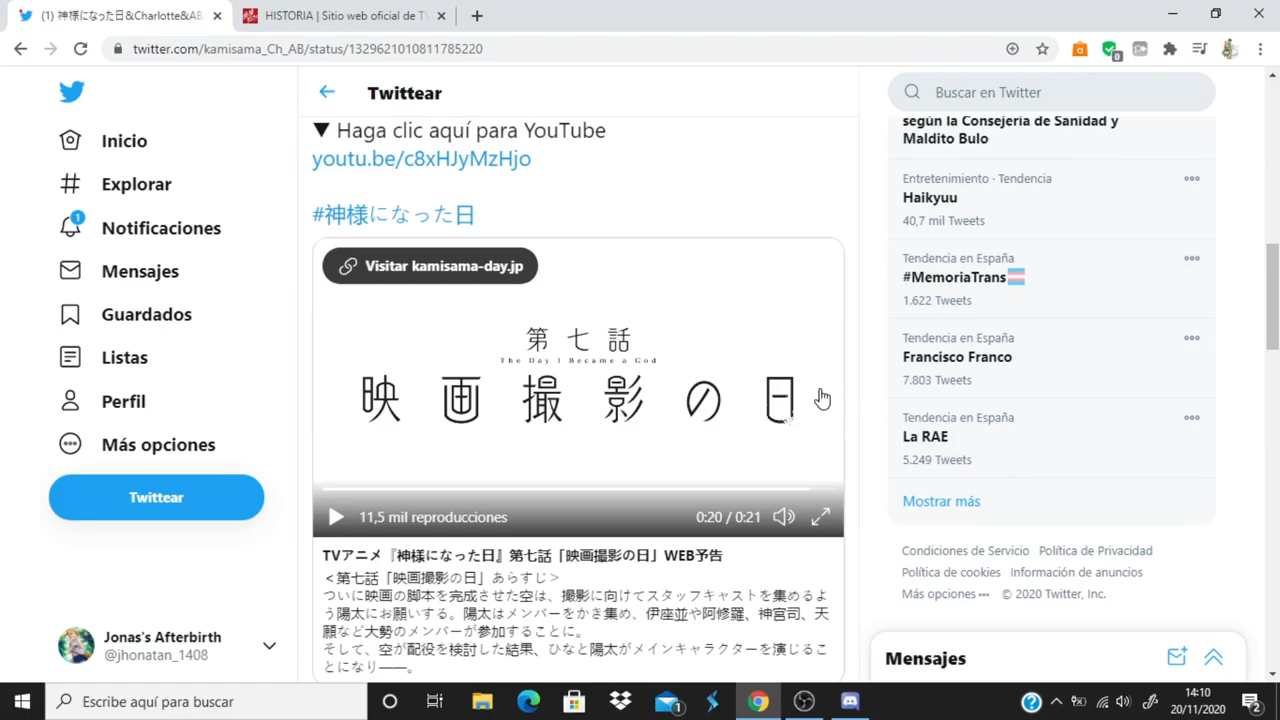 (1) 神様になった日&Charlotte&AB
HISTORIA | Sitio web oficial de TV
twitter.com/kamisama_Ch_AB/status/1329621010811785220
0
Inicio
Explorar
1
Notificaciones
Mensajes
Guardados
Listas
Perfil
Más opciones
Twittear
Jonas's Afterbirth
@jhonatan_1408
Twittear
▼ Haga clic aquí para YouTube
youtu.be/c8xHJyMzHjo
#神様になった日
Visitar kamisama-day.jp
第七話
The Day I Became a God
映画撮影の日
11,5 mil reproducciones
0:20 / 0:21
TVアニメ『神様になった日』第七話「映画撮影の日」WEB予告
＜第七話「映画撮影の日」あらすじ＞
ついに映画の脚本を完成させた空は、撮影に向けてスタッフキャストを集めるよ
う陽太にお願いする。陽太はメンバーをかき集め、伊座並や阿修羅、神宮司、天
願など大勢のメンバーが参加することに。
そして、空が配役を検討した結果、ひなと陽太がメインキャラクターを演じるこ
とになり――。
Buscar en Twitter
según la Consejería de Sanidad y
Maldito Bulo
Entretenimiento · Tendencia
Haikyuu
40,7 mil Tweets
Tendencia en España
#MemoriaTrans
1.622 Tweets
Tendencia en España
Francisco Franco
7.803 Tweets
Tendencia en España
La RAE
5.249 Tweets
Mostrar más
Condiciones de Servicio Política de Privacidad
Política de cookies Información de anuncios
Más opciones © 2020 Twitter, Inc.
Mensajes
Escribe aquí para buscar
1
14:10
20/11/2020
2